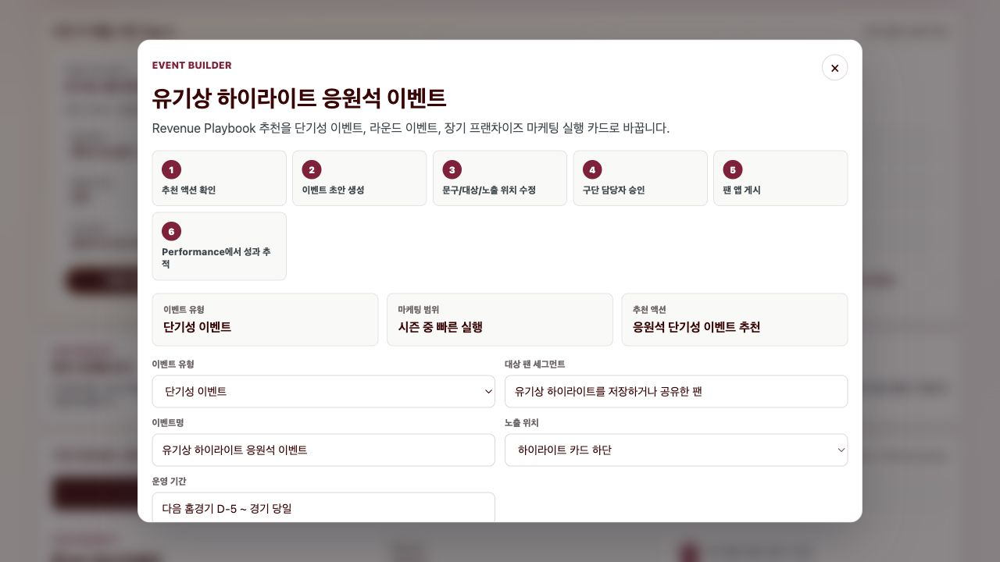 EVENT BUILDER
×
유기상 하이라이트 응원석 이벤트
Revenue Playbook 추천을 단기성 이벤트, 라운드 이벤트, 장기 프랜차이즈 마케팅 실행 카드로 바꿉니다.
1
추천 액션 확인
2
이벤트 초안 생성
3
문구/대상/노출 위치 수정
4
구단 담당자 승인
5
팬 앱 게시
6
Performance에서 성과 추
적
이벤트 유형
단기성 이벤트
마케팅 범위
시즌 중 빠른 실행
추천 액션
응원석 단기성 이벤트 추천
이벤트 유형
단기성 이벤트
대상 팬 세그먼트
유기상 하이라이트를 저장하거나 공유한 팬
이벤트명
유기상 하이라이트 응원석 이벤트
노출 위치
하이라이트 카드 하단
운영 기간
다음 홈경기 D-5 ~ 경기 당일